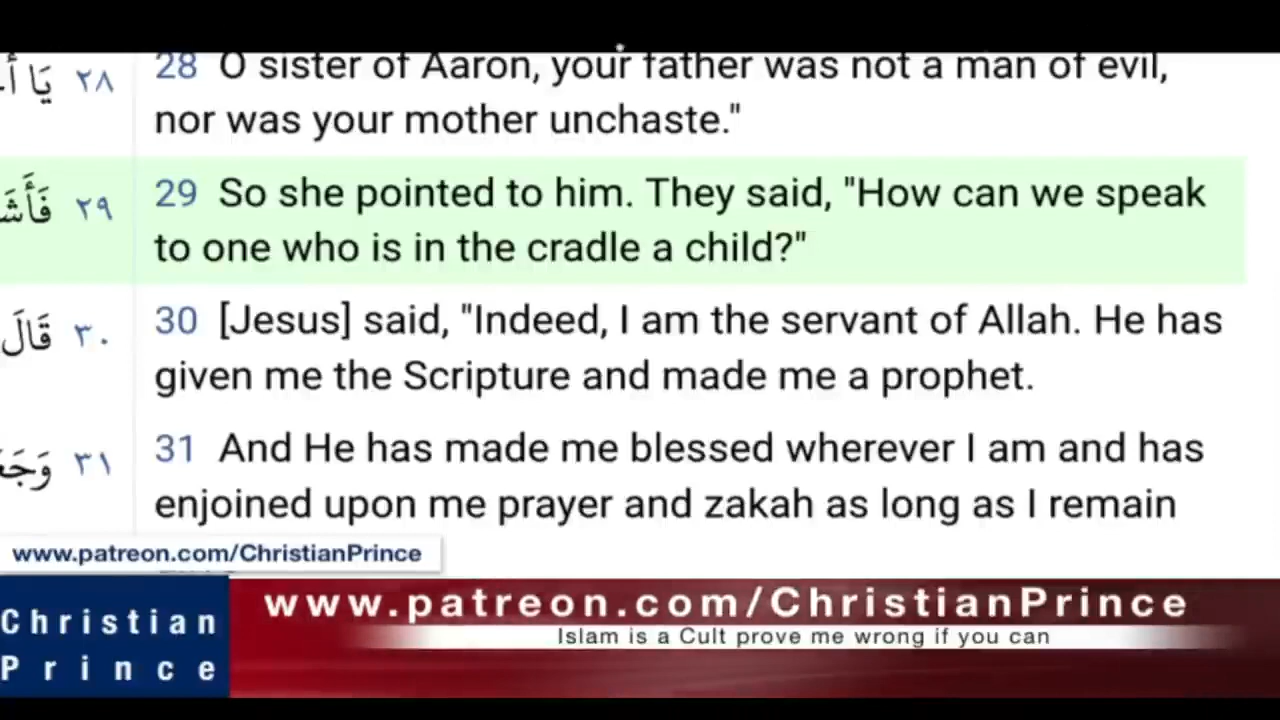 يَا ٢٨
28 O sister of Aaron, your father was not a man of evil,
nor was your mother unchaste."
٢٩
29 So she pointed to him. They said, "How can we speak
to one who is in the cradle a child?"
قَالَ ٣٠
30 [Jesus] said, "Indeed, I am the servant of Allah. He has
given me the Scripture and made me a prophet.
٣١
31 And He has made me blessed wherever I am and has
enjoined upon me prayer and zakah as long as I remain
www.patreon.com/ChristianPrince
Christian
Prince
www.patreon.com/ChristianPrince
Islam is a Cult prove me wrong if you can